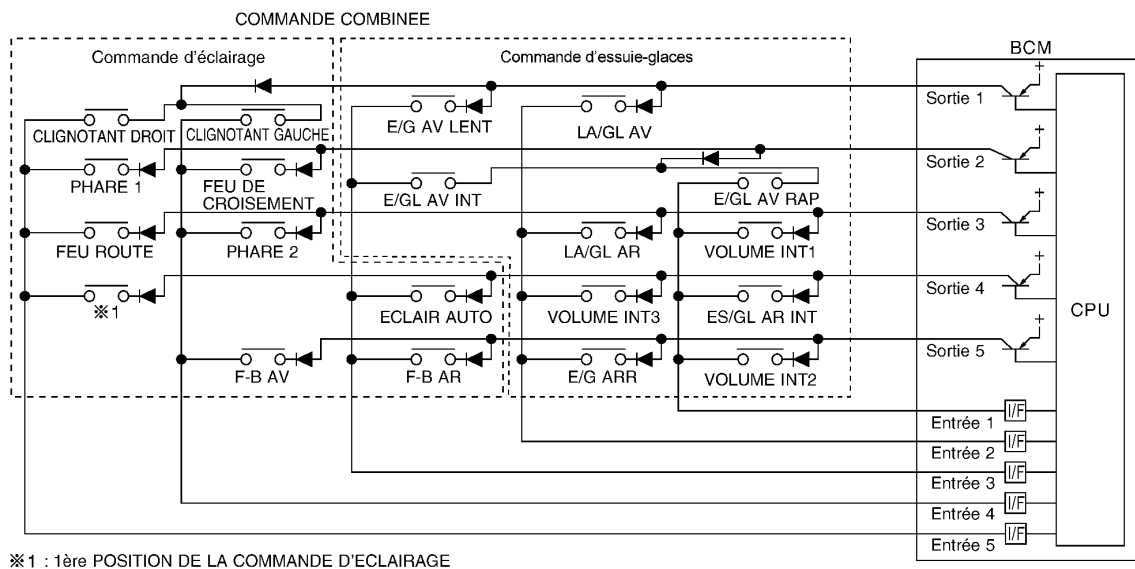 COMMANDE COMBINEE
Commande d'éclairage
Commande d'essuie-glaces
BCM
+
Sortie 1
CLIGNOTANT DROIT
CLIGNOTANT GAUCHE
E/G AV LENT
LA/GL AV
+
Sortie 2
PHARE 1
FEU DE
CROISEMENT
E/GL AV INT
E/GL AV RAP
+
Sortie 3
FEU ROUTE
PHARE 2
LA/GL AR
VOLUME INT1
+
Sortie 4
CPU
※1
ECLAIR AUTO
VOLUME INT3
ES/GL AR INT
+
Sortie 5
F-B AV
F-B AR
E/G ARR
VOLUME INT2
Entrée 1
I/F
Entrée 2
I/F
Entrée 3
I/F
Entrée 4
I/F
Entrée 5
I/F
※1 : 1ère POSITION DE LA COMMANDE D'ECLAIRAGE